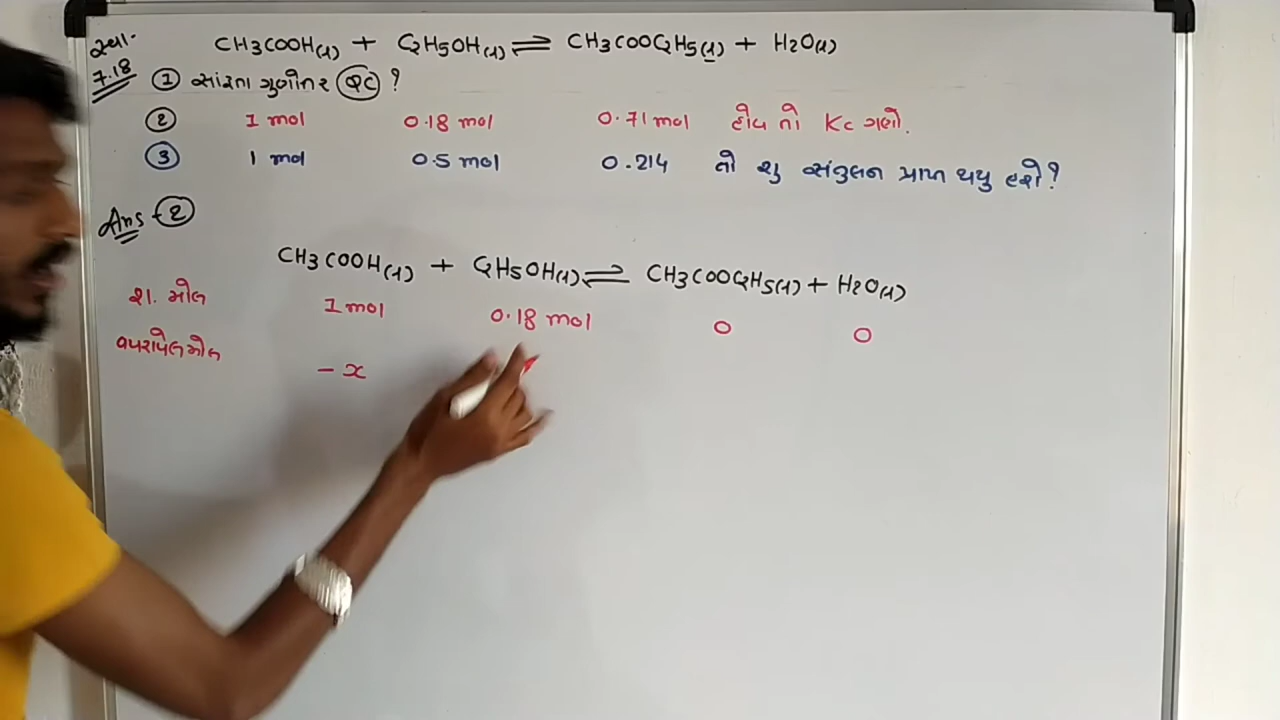 સ્વા.
7.18
CH3COOH(l) + C2H5OH(l) ⇌ CH3COOC2H5(l) + H2O(l)
① સાંદ્રતા ગુણોત્તર QC ?
② 1 mol 0.18 mol 0.71 mol હોય તો Kc ગણો.
③ 1 mol 0.5 mol 0.214 તો શુ સંતુલન પ્રાપ્ત થયુ હશે?
Ans - ②
CH3COOH(l) + C2H5OH(l) ⇌ CH3COOC2H5(l) + H2O(l)
શ. મોલ 1 mol 0.18 mol 0 0
વપરાયેલ મોલ - x